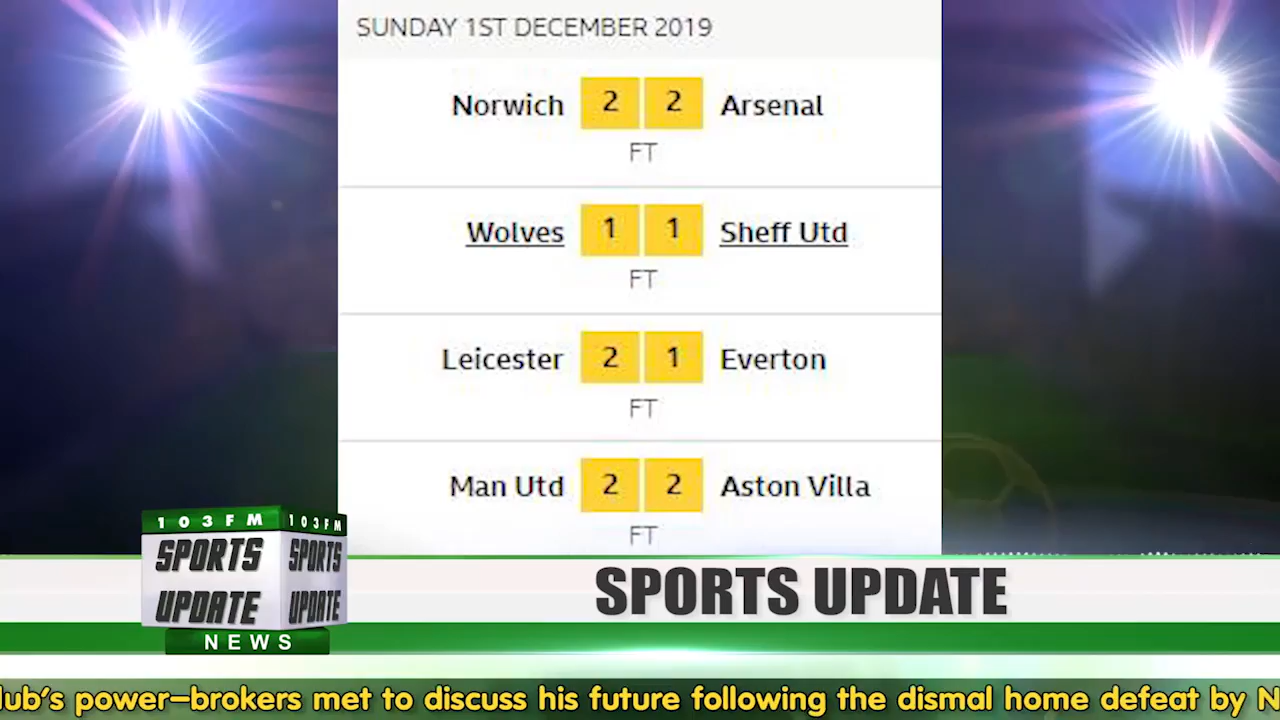 SUNDAY 1ST DECEMBER 2019
Norwich 2 2 Arsenal
FT
Wolves 1 1 Sheff Utd
FT
Leicester 2 1 Everton
FT
Man Utd 2 2 Aston Villa
FT
103FM 103FM
SPORTS SPORTS
UPDATE UPDATE
NEWS
SPORTS UPDATE
power-brokers met to discuss his future following the dismal home defeat by